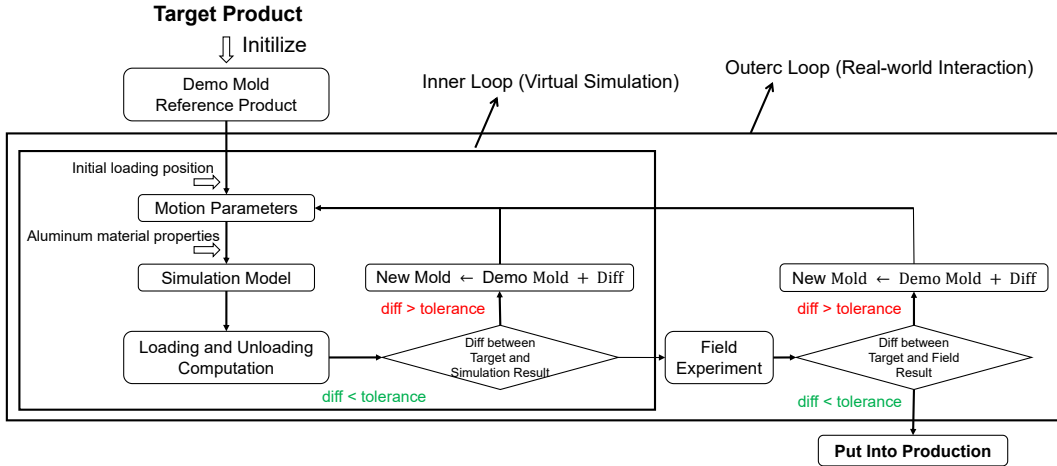 Target Product
Initilize
Demo Mold
Reference Product
Inner Loop (Virtual Simulation)
Outerc Loop (Real-world Interaction)
Initial loading position
Motion Parameters
Aluminum material properties
Simulation Model
New Mold ← Demo Mold + Diff
New Mold ← Demo Mold + Diff
diff > tolerance
diff > tolerance
Loading and Unloading
Computation
Diff between
Target and
Simulation Result
Field
Experiment
Diff between
Target and Field
Result
diff < tolerance
diff < tolerance
Put Into Production